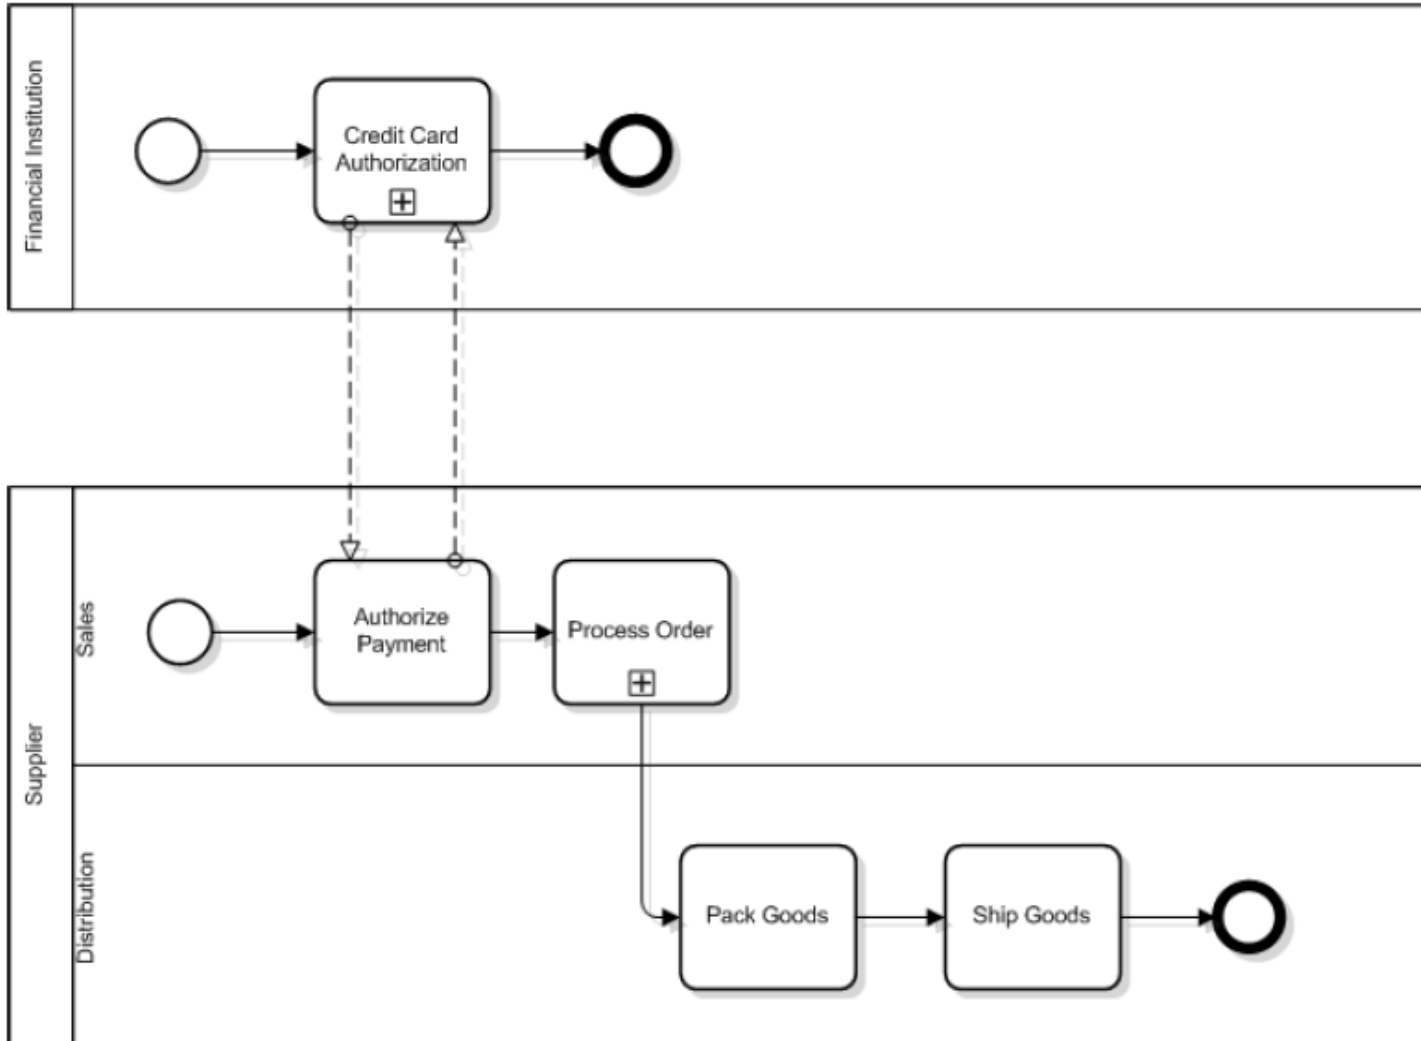 Financial Institution
Credit Card
Authorization
Supplier
Sales
Authorize
Payment
Process Order
Distribution
Pack Goods
Ship Goods